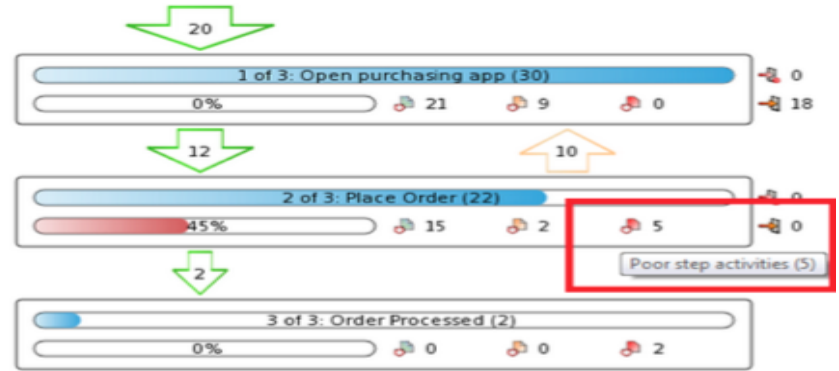 20
1 of 3: Open purchasing app (30) 0
0% 21 9 0 18
12 10
2 of 3: Place Order (22) 0
45% 15 2 5 0
Poor step activities (5)
2
3 of 3: Order Processed (2)
0% 0 0 2